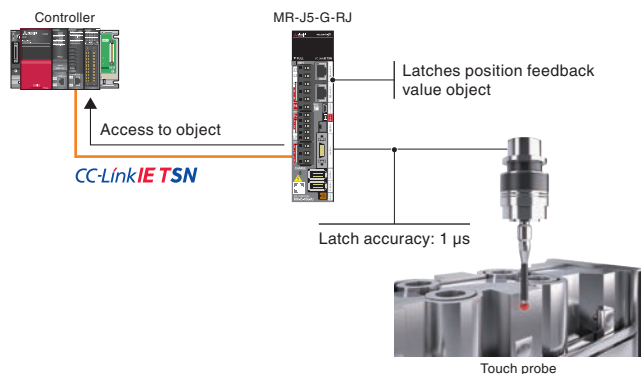 Controller
MR-J5-G-RJ
Latches position feedback
value object
Access to object
CC-Link IE TSN
Latch accuracy: 1 µs
Touch probe